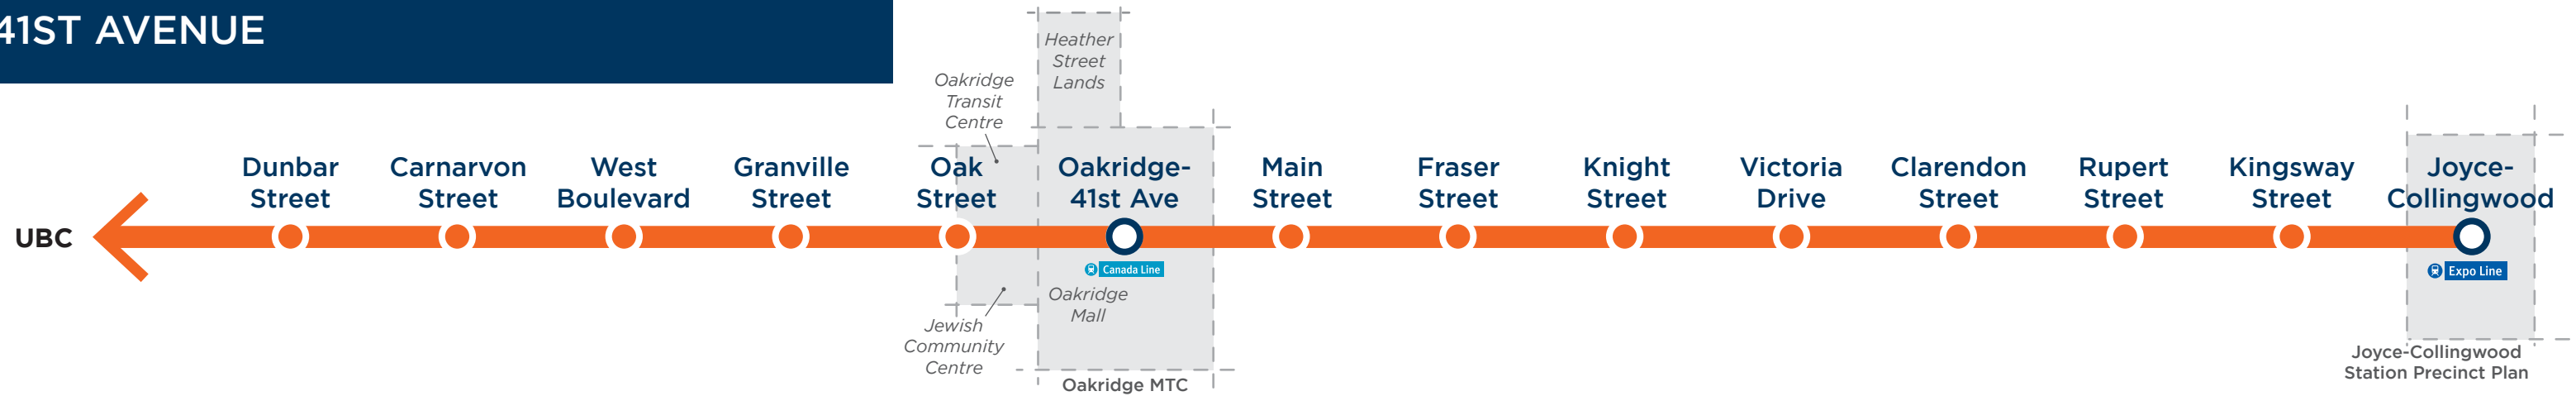 41ST AVENUE
Heather
Street
Lands
Oakridge
Transit
Centre
Dunbar
Street
Carnarvon
Street
West
Boulevard
Granville
Street
Oak
Street
Oakridge-
41st Ave
Main
Street
Fraser
Street
Knight
Street
Victoria
Drive
Clarendon
Street
Rupert
Street
Kingsway
Street
Joyce-
Collingwood
UBC
Canada Line
Expo Line
Oakridge
Mall
Jewish
Community
Centre
Oakridge MTC
Joyce-Collingwood
Station Precinct Plan